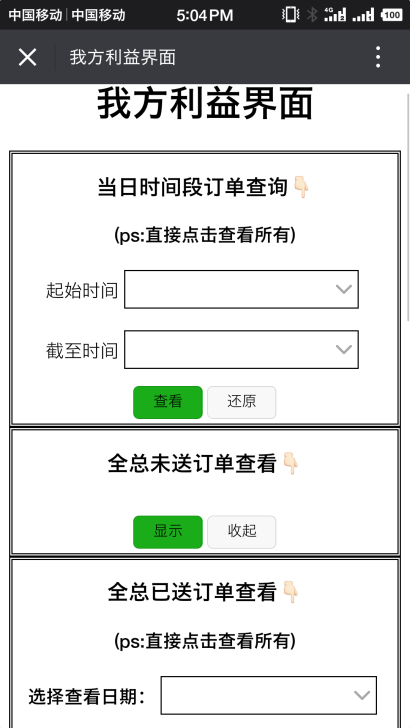 中国移动 中国移动 5:04PM 4G 100
我方利益界面
我方利益界面
当日时间段订单查询👇🏻
(ps:直接点击查看所有)
起始时间
截至时间
查看 还原
全总未送订单查看👇🏻
显示 收起
全总已送订单查看👇🏻
(ps:直接点击查看所有)
选择查看日期：